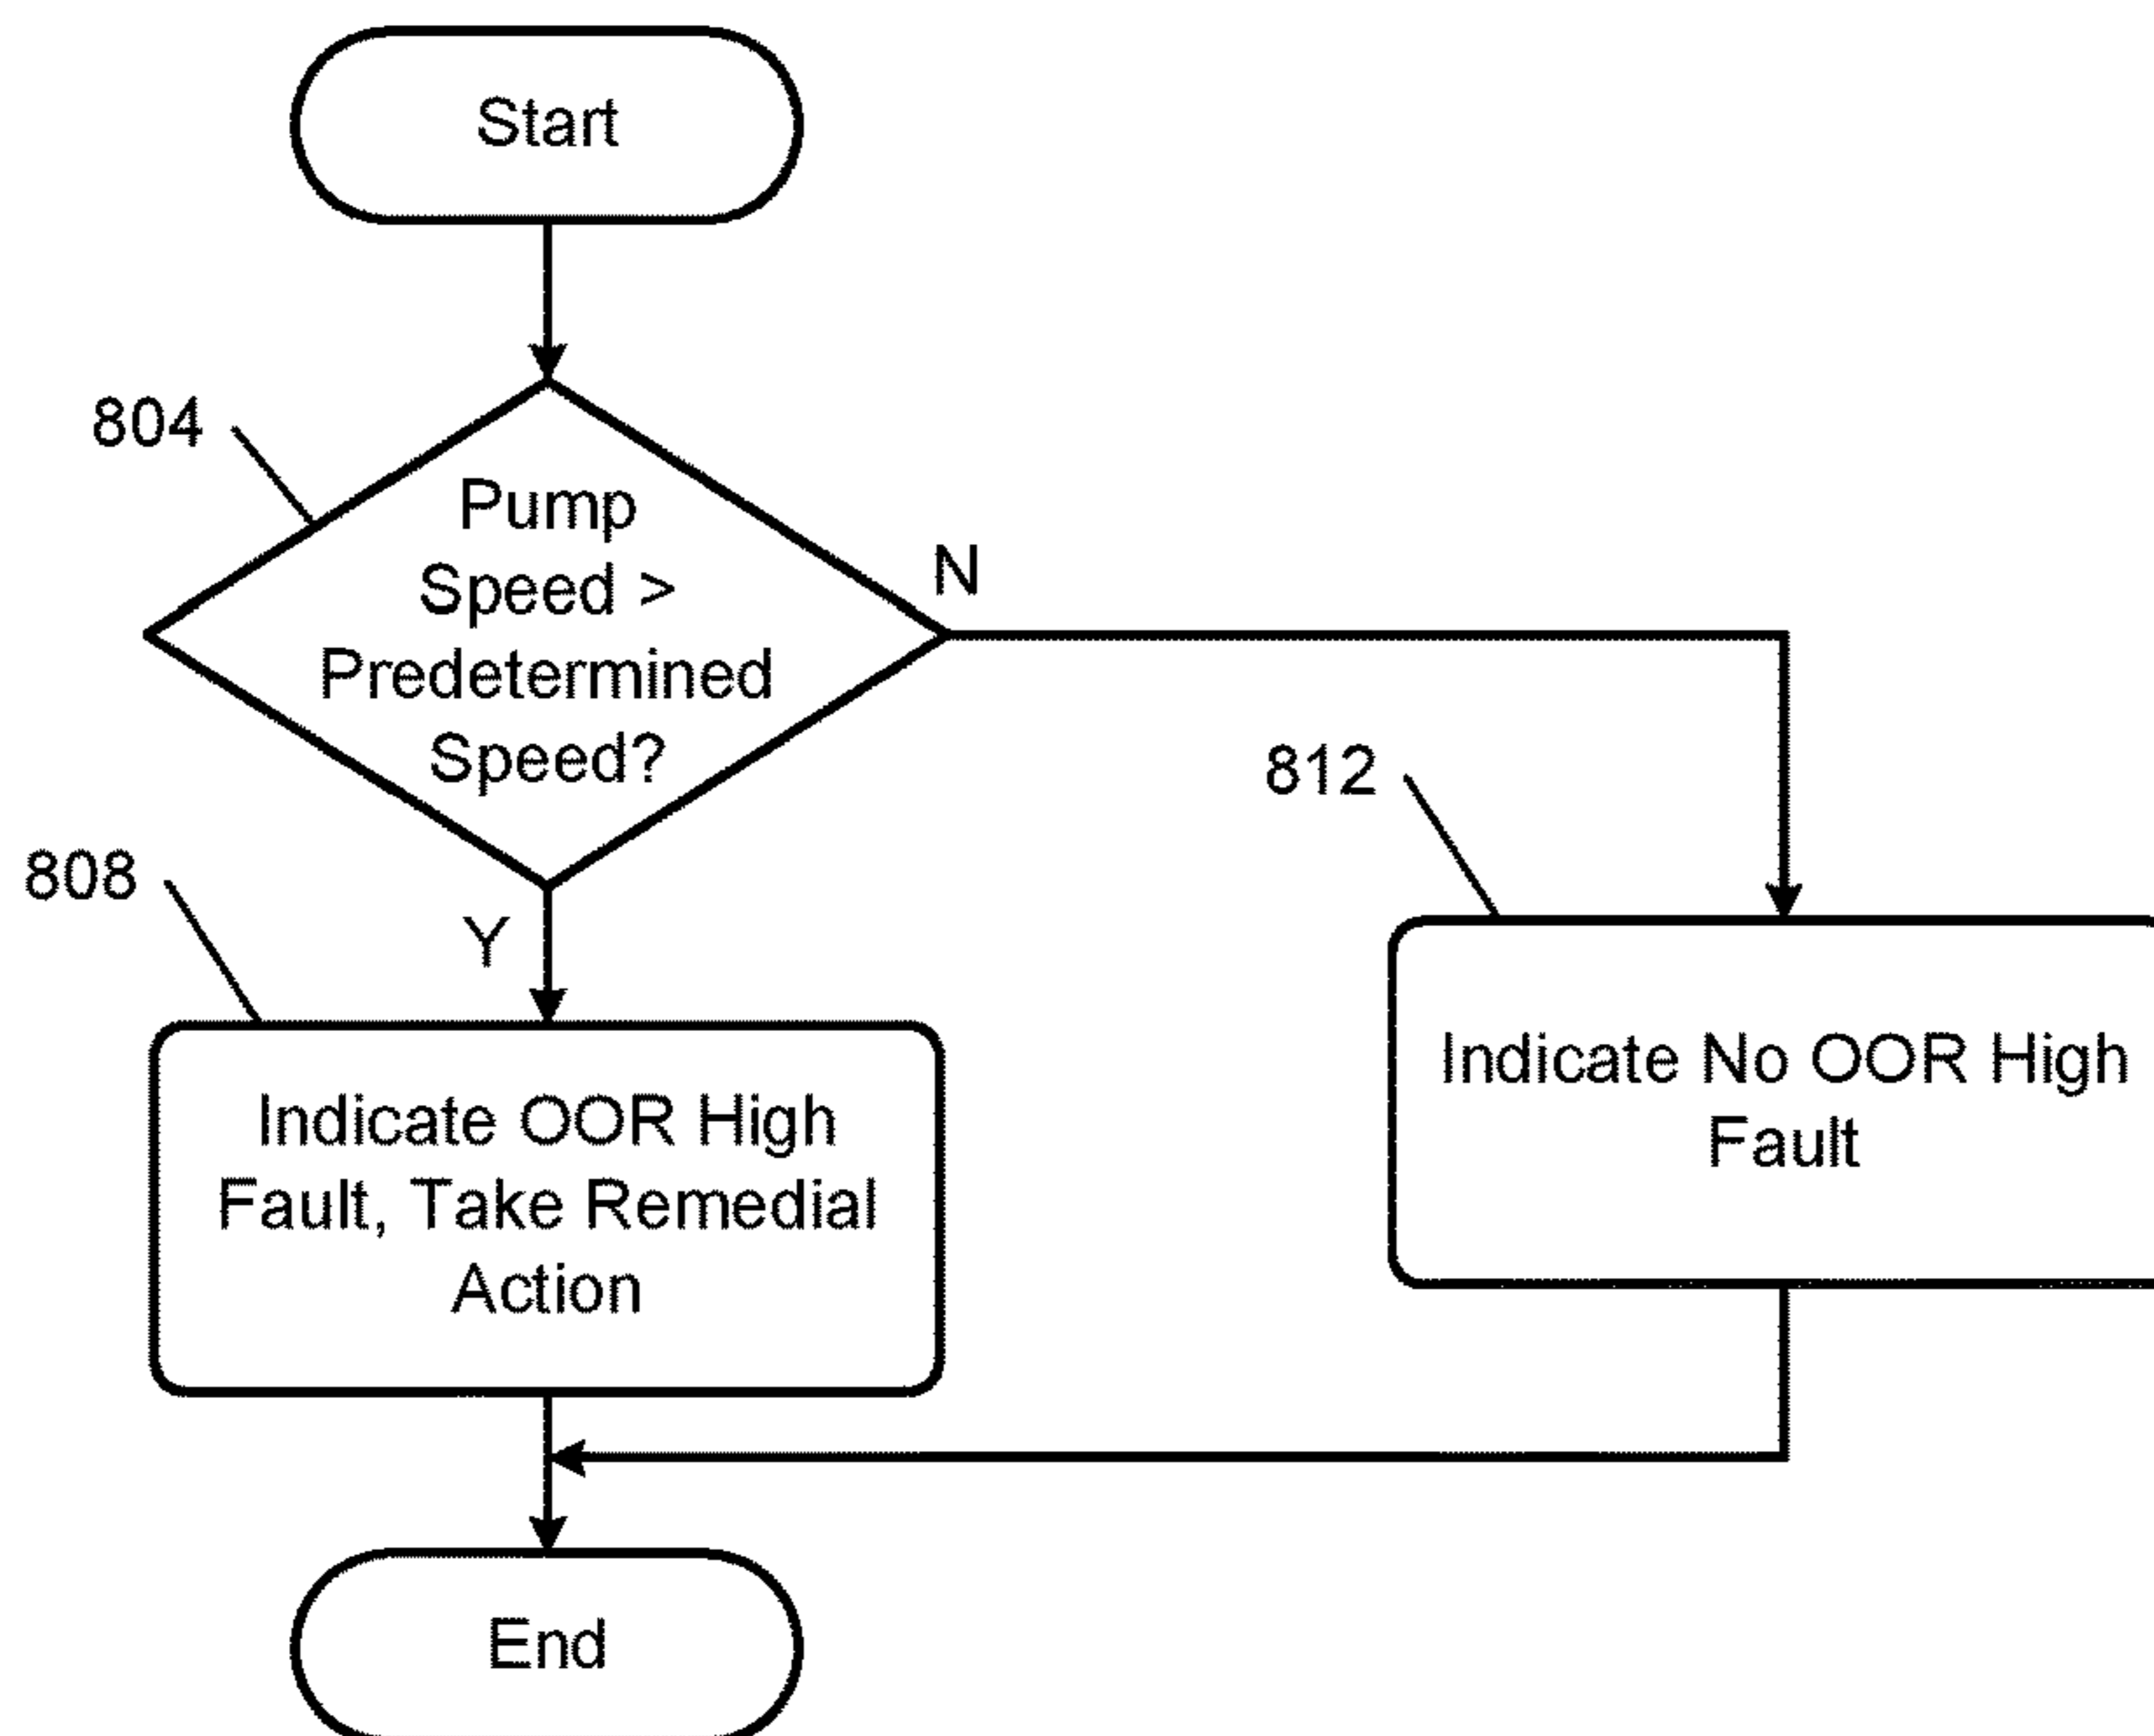 Start
804
Pump
Speed >
Predetermined
Speed?
N
812
808
Y
Indicate No OOR High
Fault
Indicate OOR High
Fault, Take Remedial
Action
End